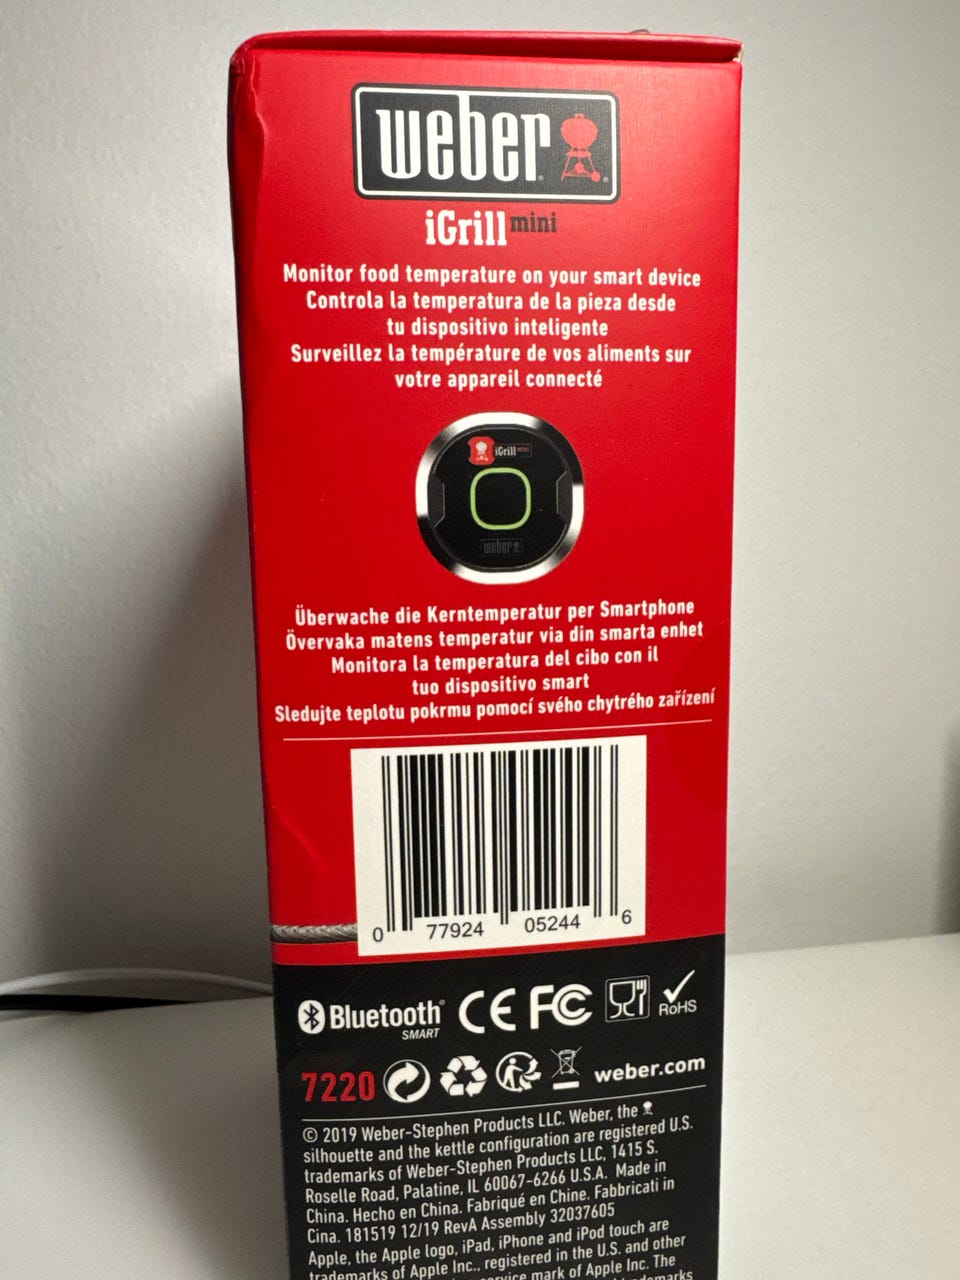 weber
iGrill mini
Monitor food temperature on your smart device
Controla la temperatura de la pieza desde
tu dispositivo inteligente
Surveillez la température de vos aliments sur
votre appareil connecté
iGrill mini
weber
Überwache die Kerntemperatur per Smartphone
Övervaka matens temperatur via din smarta enhet
Monitora la temperatura del cibo con il
tuo dispositivo smart
Sledujte teplotu pokrmu pomocí svého chytrého zařízení
0 77924 05244 6
Bluetooth® CE FC RoHS
SMART
7220 weber.com
© 2019 Weber-Stephen Products LLC. Weber, the
silhouette and the kettle configuration are registered U.S.
trademarks of Weber-Stephen Products LLC, 1415 S.
Roselle Road, Palatine, IL 60067-6266 U.S.A. Made in
China. Hecho en China. Fabriqué en Chine. Fabbricati in
Cina. 181519 12/19 RevA Assembly 32037605
Apple, the Apple logo, iPad, iPhone and iPod touch are
trademarks of Apple Inc., registered in the U.S. and other
service mark of Apple Inc. The
trademarks